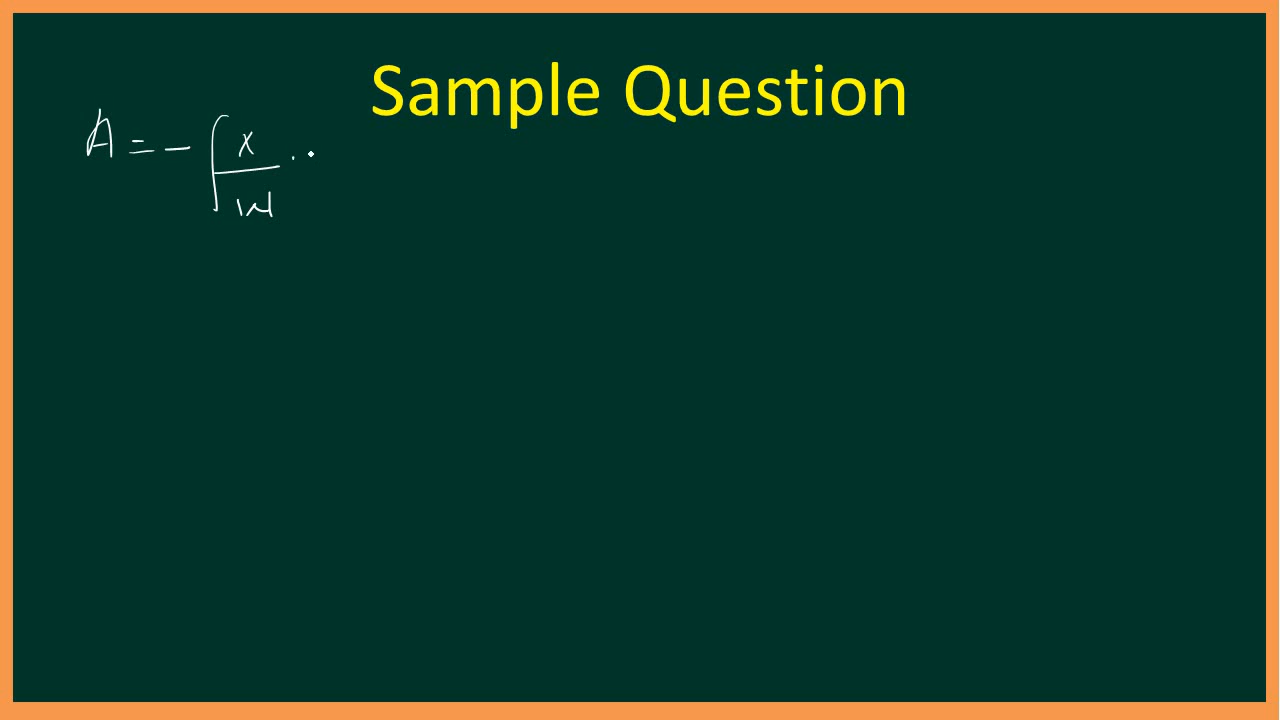 Sample Question
A = - [ x / W ..